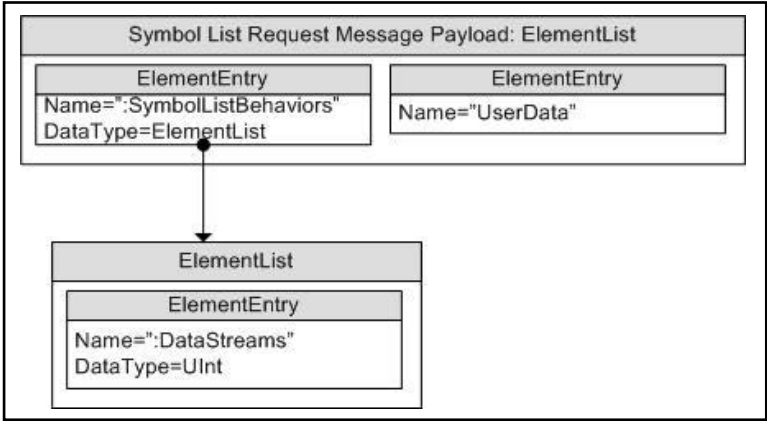 Symbol List Request Message Payload: ElementList
ElementEntry
Name=":SymbolListBehaviors"
DataType=ElementList
ElementEntry
Name="UserData"
ElementList
ElementEntry
Name=":DataStreams"
DataType=UInt